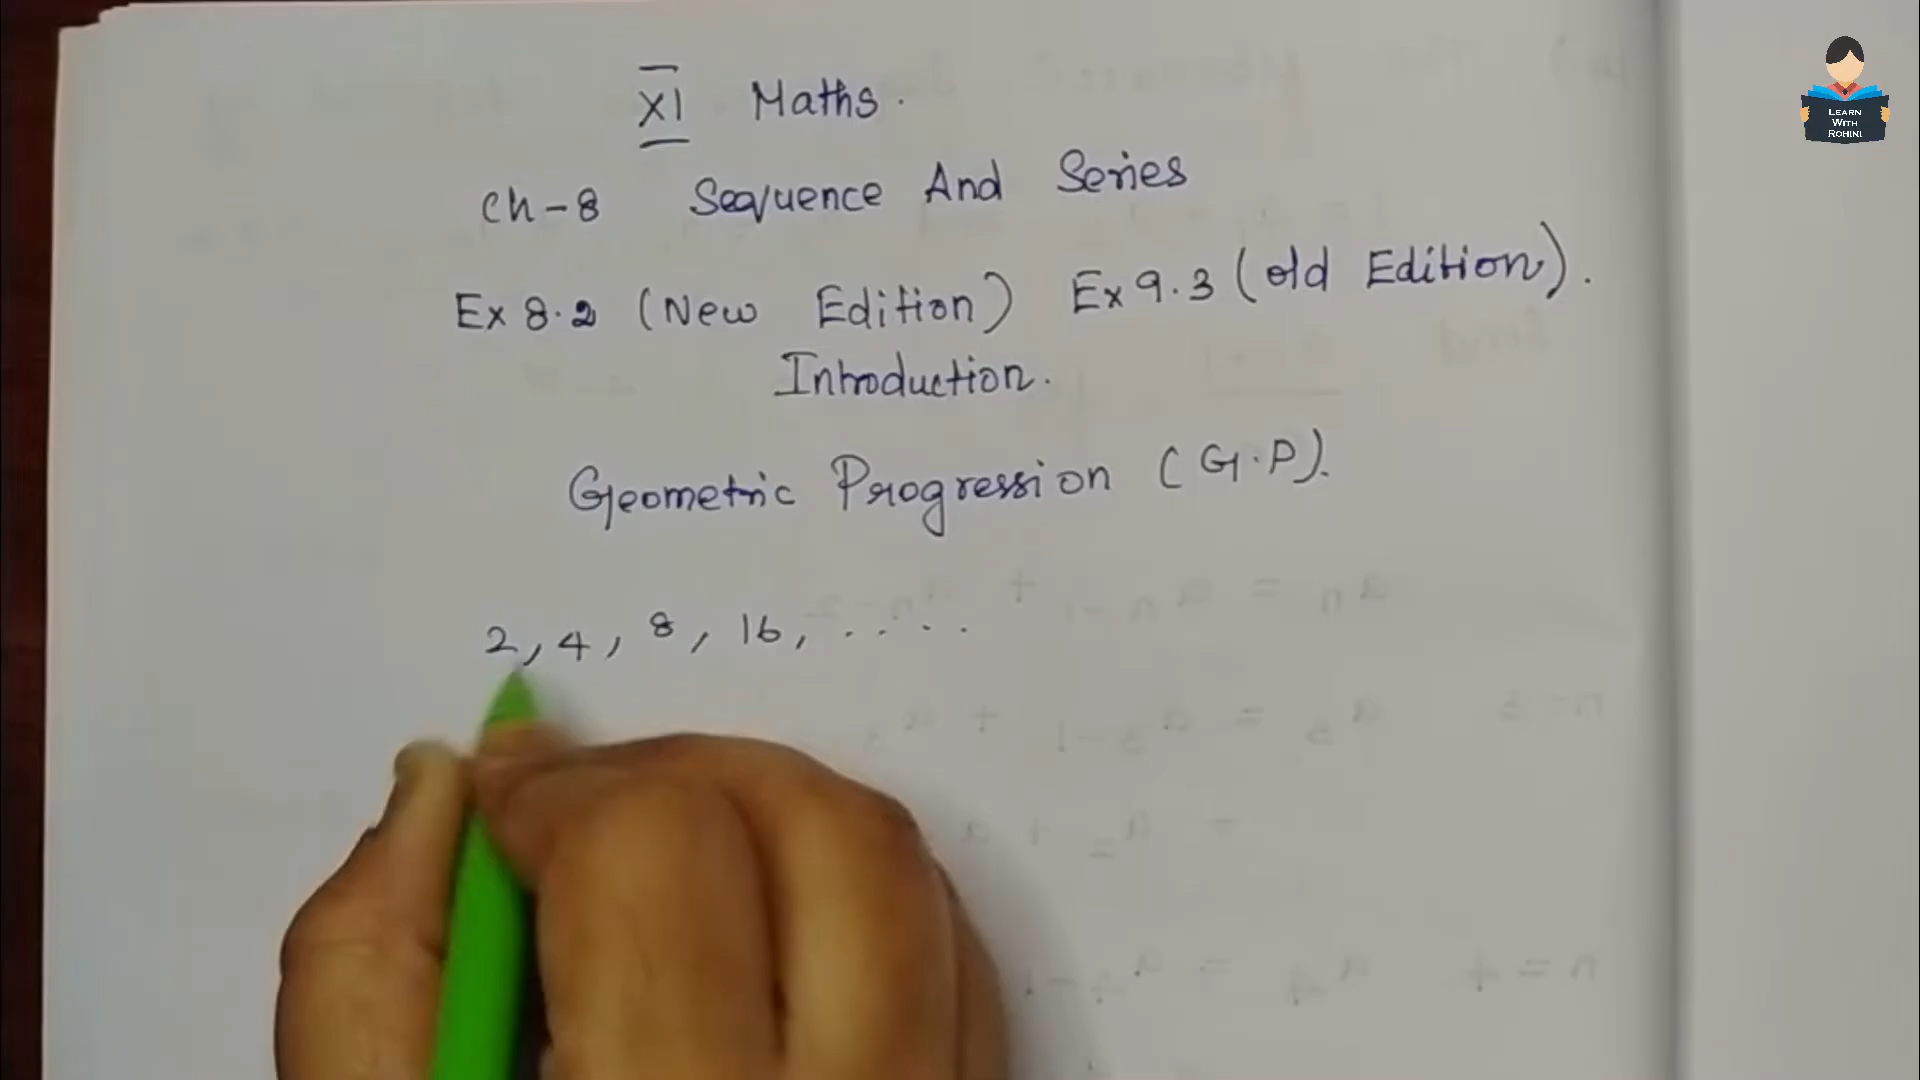 XI Maths.
Ch-8 Sequence And Series
Ex 8.2 (New Edition) Ex 9.3 (old Edition).
Introduction.
Geometric Progression (G.P).
2, 4, 8, 16, .....
LEARN
WITH
ROHINI